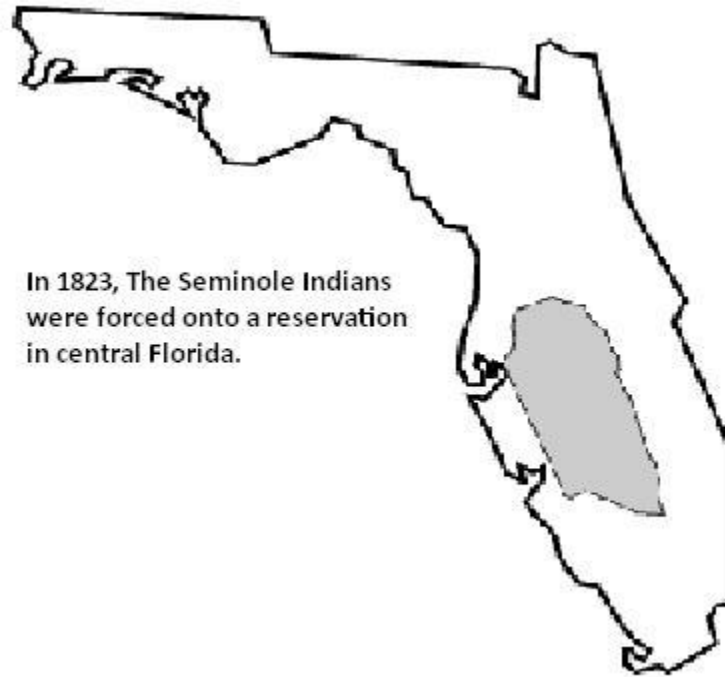 In 1823, The Seminole Indians
were forced onto a reservation
in central Florida.